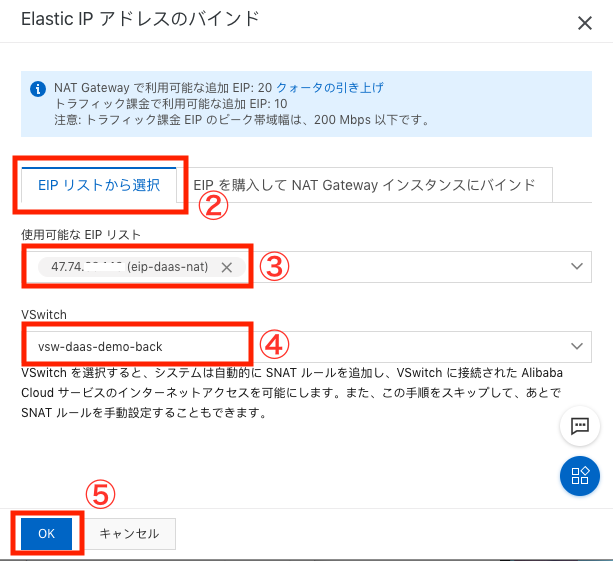 Elastic IP アドレスのバインド
NAT Gateway で利用可能な追加 EIP: 20 クォータの引き上げ
トラフィック課金で利用可能な追加 EIP: 10
注意: トラフィック課金 EIP のピーク帯域幅は、200 Mbps 以下です。
EIP リストから選択
EIP を購入して NAT Gateway インスタンスにバインド
②
使用可能な EIP リスト
47.74. (eip-daas-nat)
③
VSwitch
vsw-daas-demo-back
④
VSwitch を選択すると、システムは自動的に SNAT ルールを追加し、VSwitch に接続された Alibaba
Cloud サービスのインターネットアクセスを可能にします。また、この手順をスキップして、あとで
SNAT ルールを手動設定することもできます。
⑤
OK
キャンセル